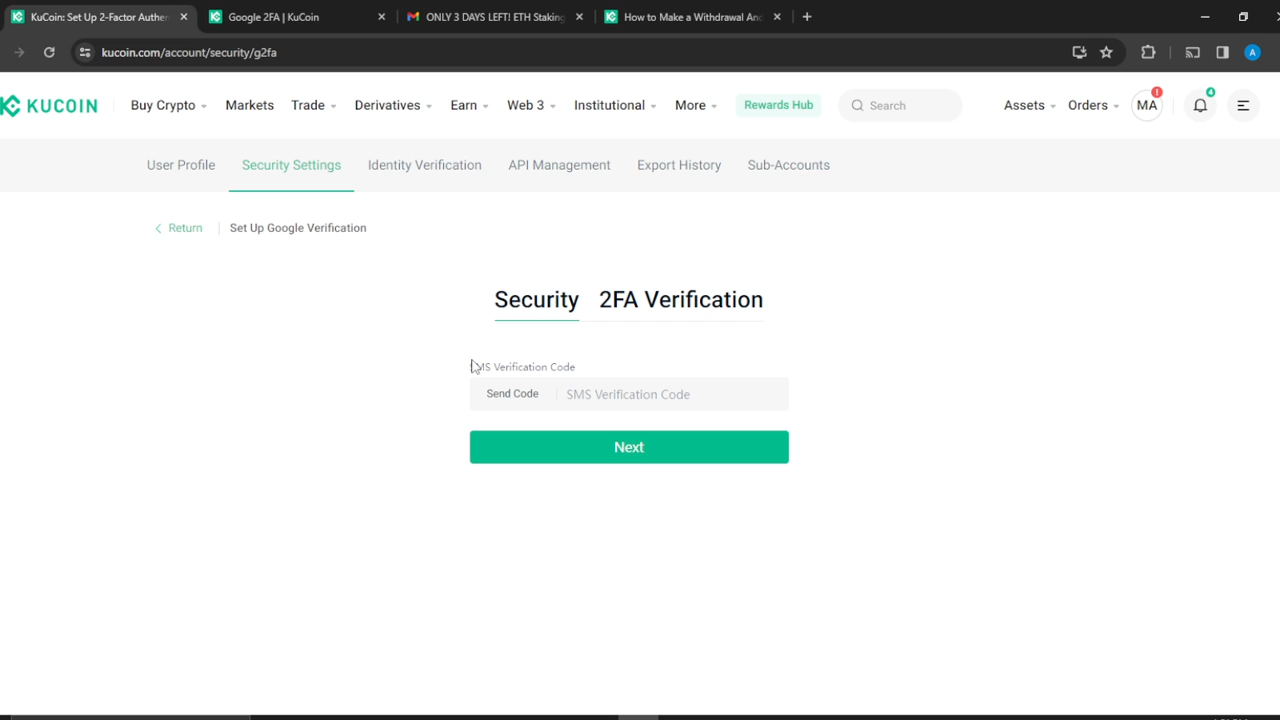 KuCoin: Set Up 2-Factor Authen
Google 2FA | KuCoin
ONLY 3 DAYS LEFT! ETH Staking
How to Make a Withdrawal And
kucoin.com/account/security/g2fa
A
KUCOIN
Buy Crypto
Markets
Trade
Derivatives
Earn
Web 3
Institutional
More
Rewards Hub
Search
Assets
Orders
MA
!
4
User Profile
Security Settings
Identity Verification
API Management
Export History
Sub-Accounts
Return
Set Up Google Verification
Security
2FA Verification
SMS Verification Code
Send Code
SMS Verification Code
Next